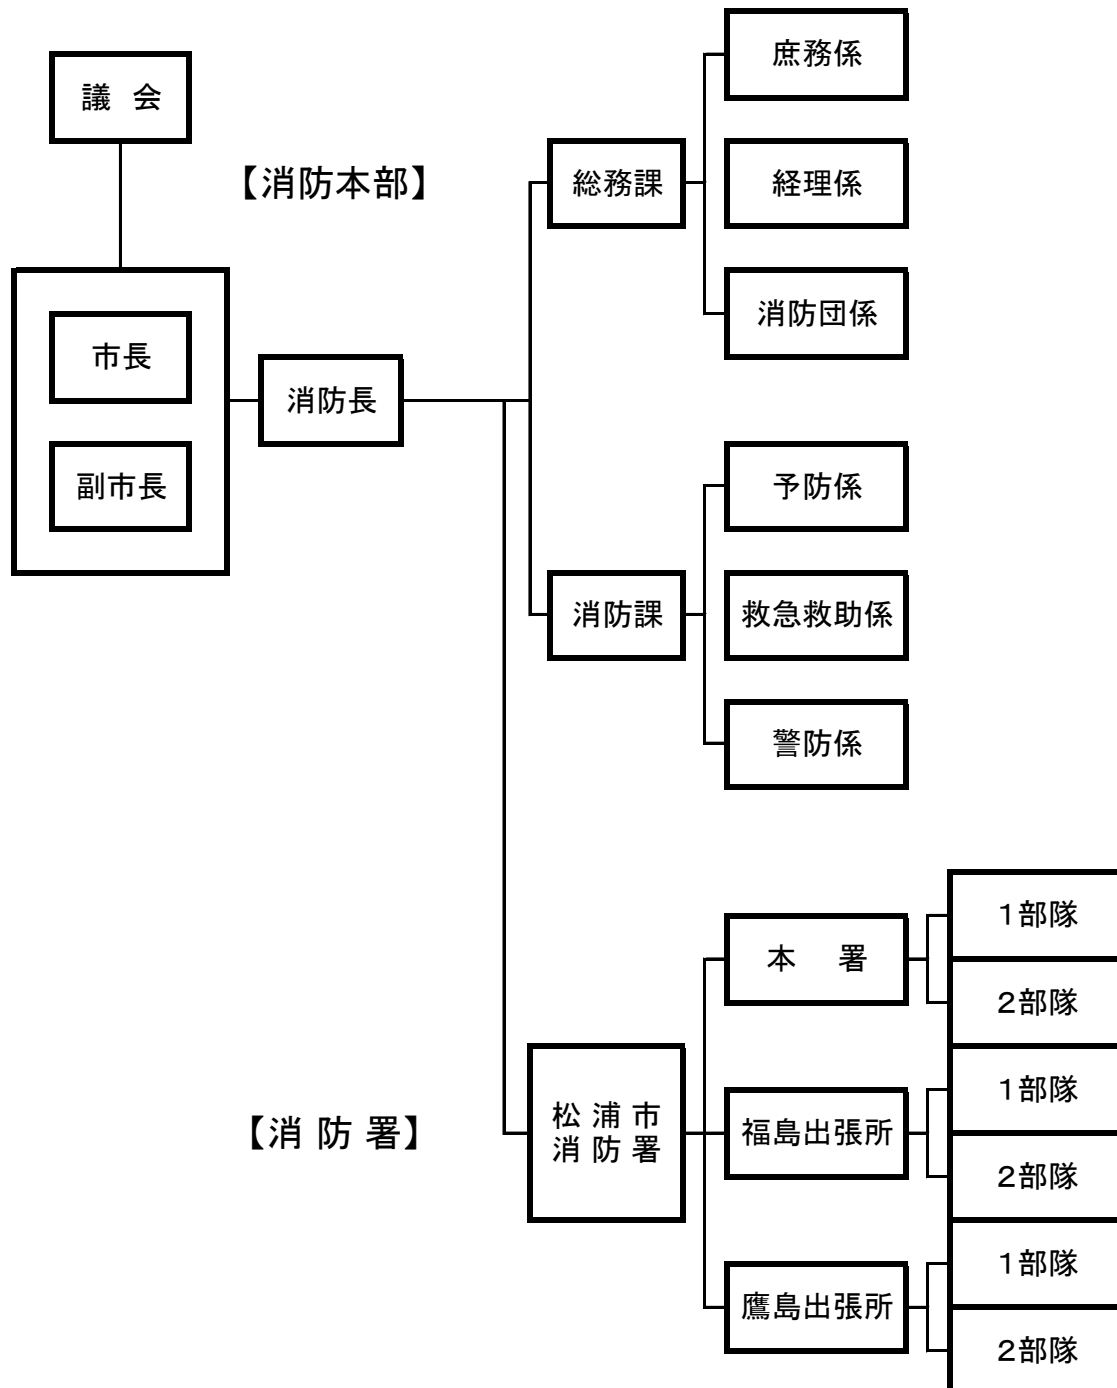 議 会
【消防本部】
市長
副市長
消防長
総務課
庶務係
経理係
消防団係
消防課
予防係
救急救助係
警防係
【消 防 署】
松 浦 市
消 防 署
本 署
1部隊
2部隊
福島出張所
1部隊
2部隊
鷹島出張所
1部隊
2部隊